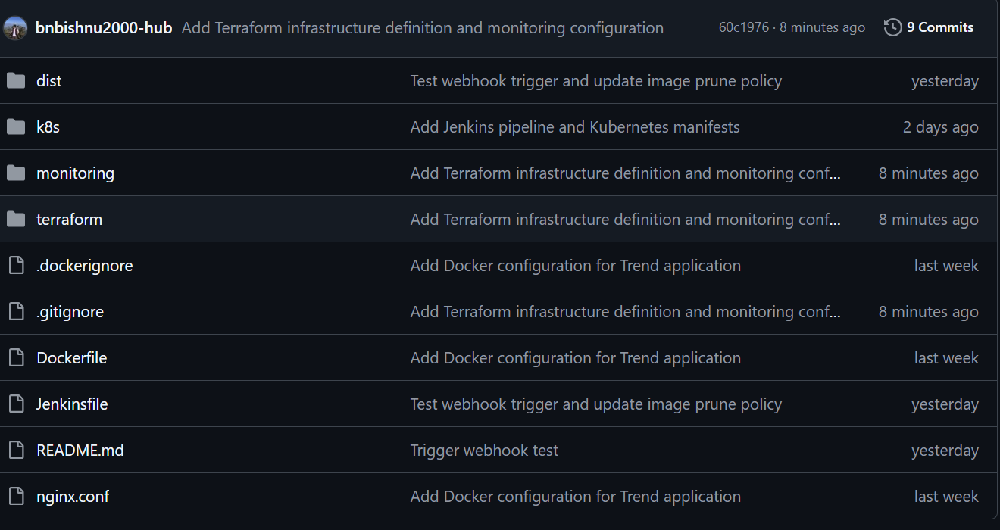 bnbishnu2000-hub Add Terraform infrastructure definition and monitoring configuration 60c1976 · 8 minutes ago 9 Commits
dist Test webhook trigger and update image prune policy yesterday
k8s Add Jenkins pipeline and Kubernetes manifests 2 days ago
monitoring Add Terraform infrastructure definition and monitoring conf... 8 minutes ago
terraform Add Terraform infrastructure definition and monitoring conf... 8 minutes ago
.dockerignore Add Docker configuration for Trend application last week
.gitignore Add Terraform infrastructure definition and monitoring conf... 8 minutes ago
Dockerfile Add Docker configuration for Trend application last week
Jenkinsfile Test webhook trigger and update image prune policy yesterday
README.md Trigger webhook test yesterday
nginx.conf Add Docker configuration for Trend application last week